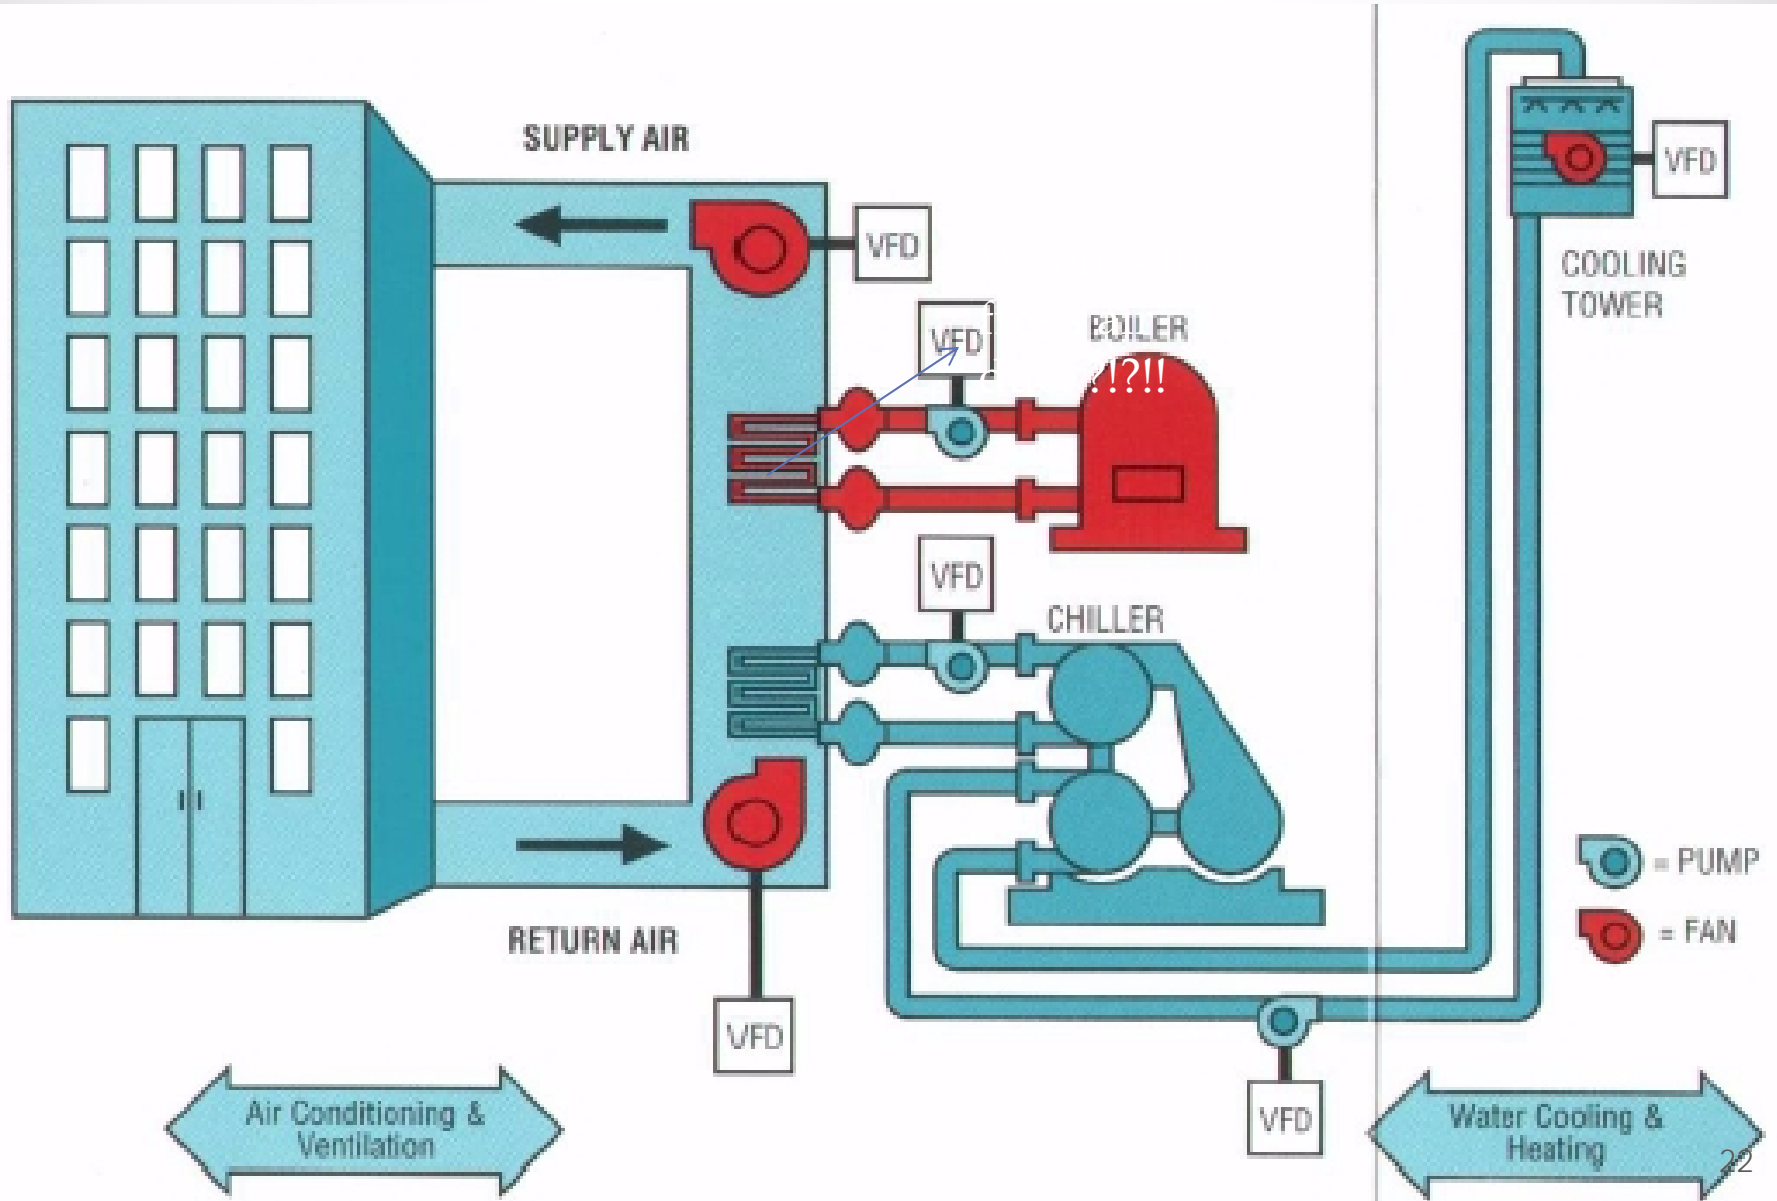 SUPPLY AIR
VFD
VFD
VFD
BOILER
?!?!!
COOLING
TOWER
VFD
CHILLER
= PUMP
= FAN
RETURN AIR
VFD
VFD
Air Conditioning &
Ventilation
Water Cooling &
Heating
22